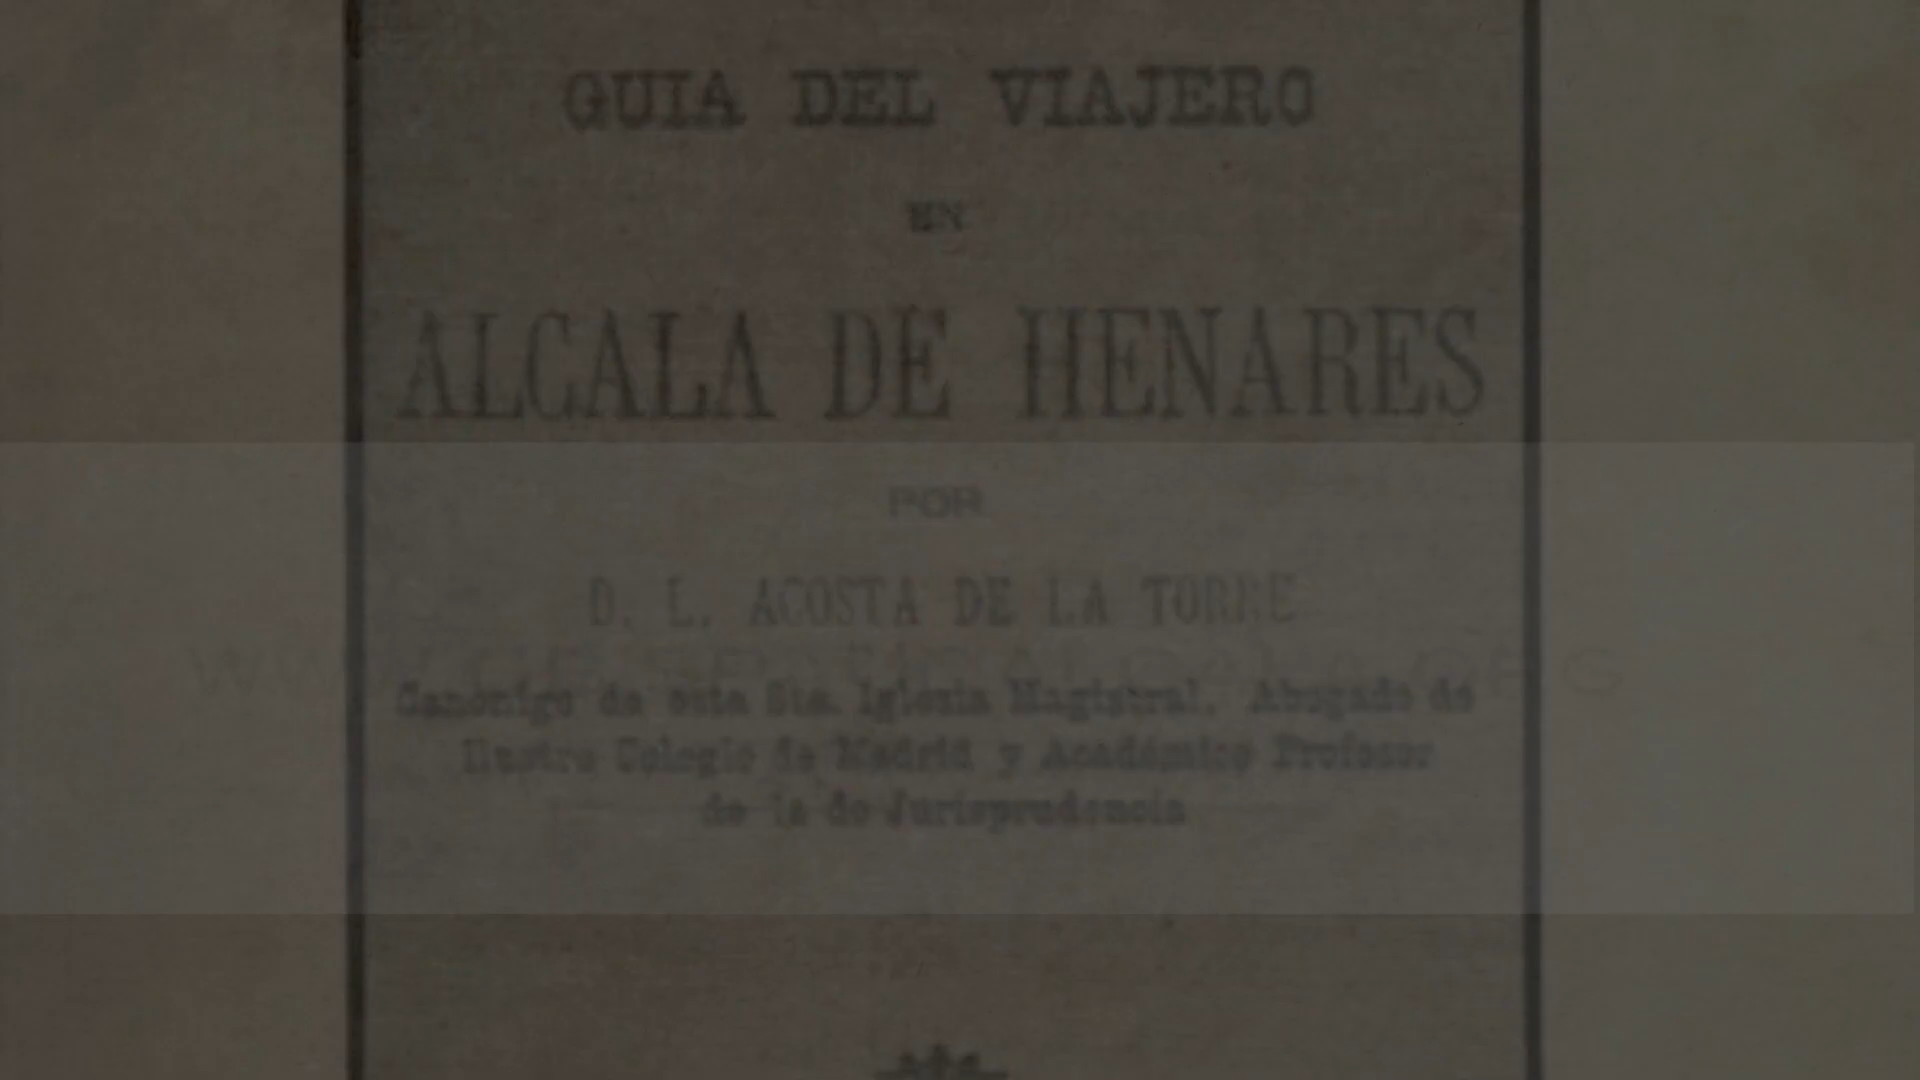 GUIA DEL VIAJERO
EN
ALCALA DE HENARES
POR
D. L. ACOSTA DE LA TORRE
Canónigo de esta Sta. Iglesia Magistral. Abogado de
Ilustre Colegio de Madrid y Académico Profesor
de la de Jurisprudencia